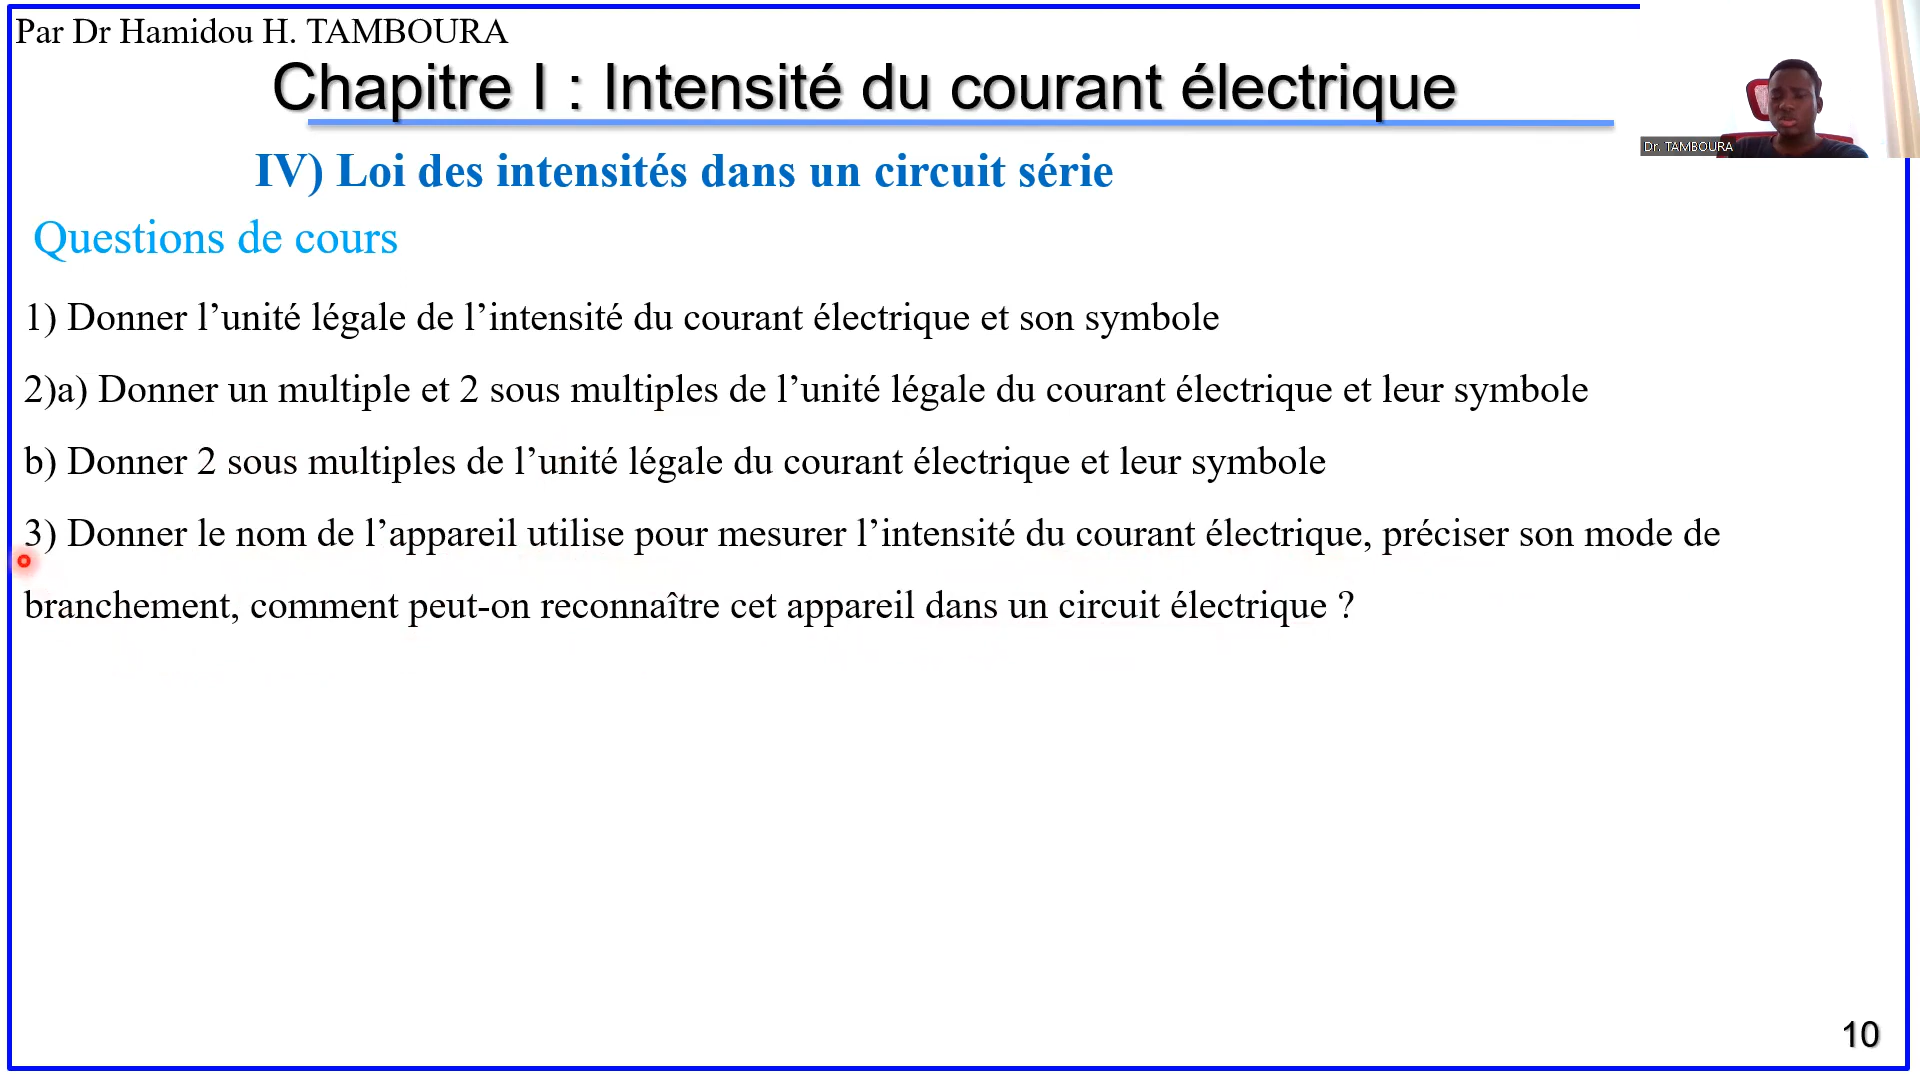 Par Dr Hamidou H. TAMBOURA
Chapitre I : Intensité du courant électrique
Dr. TAMBOURA
IV) Loi des intensités dans un circuit série
Questions de cours
1) Donner l’unité légale de l’intensité du courant électrique et son symbole
2)a) Donner un multiple et 2 sous multiples de l’unité légale du courant électrique et leur symbole
b) Donner 2 sous multiples de l’unité légale du courant électrique et leur symbole
3) Donner le nom de l’appareil utilise pour mesurer l’intensité du courant électrique, préciser son mode de
branchement, comment peut-on reconnaître cet appareil dans un circuit électrique ?
10